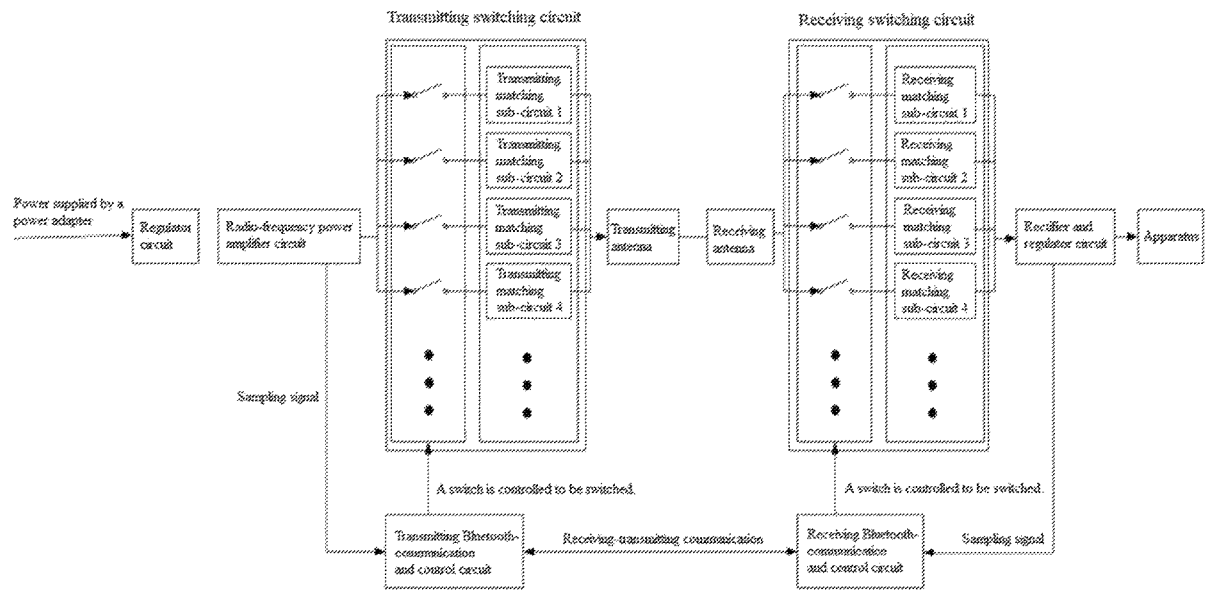 Transmitting switching circuit
Receiving switching circuit
Transmitting
matching
sub-circuit 1
Transmitting
matching
sub-circuit 2
Transmitting
matching
sub-circuit 3
Transmitting
matching
sub-circuit 4
Receiving
matching
sub-circuit 1
Receiving
matching
sub-circuit 2
Receiving
matching
sub-circuit 3
Receiving
matching
sub-circuit 4
Power supplied by a
power adapter
Regulator
circuit
Radio-frequency power
amplifier circuit
Transmitting
antenna
Receiving
antenna
Rectifier and
regulator circuit
Apparatus
Sampling signal
A switch is controlled to be switched.
A switch is controlled to be switched.
Transmitting Bluetooth-
communication
and control circuit
Receiving-transmitting communication
Receiving Bluetooth-
communication
and control circuit
Sampling signal